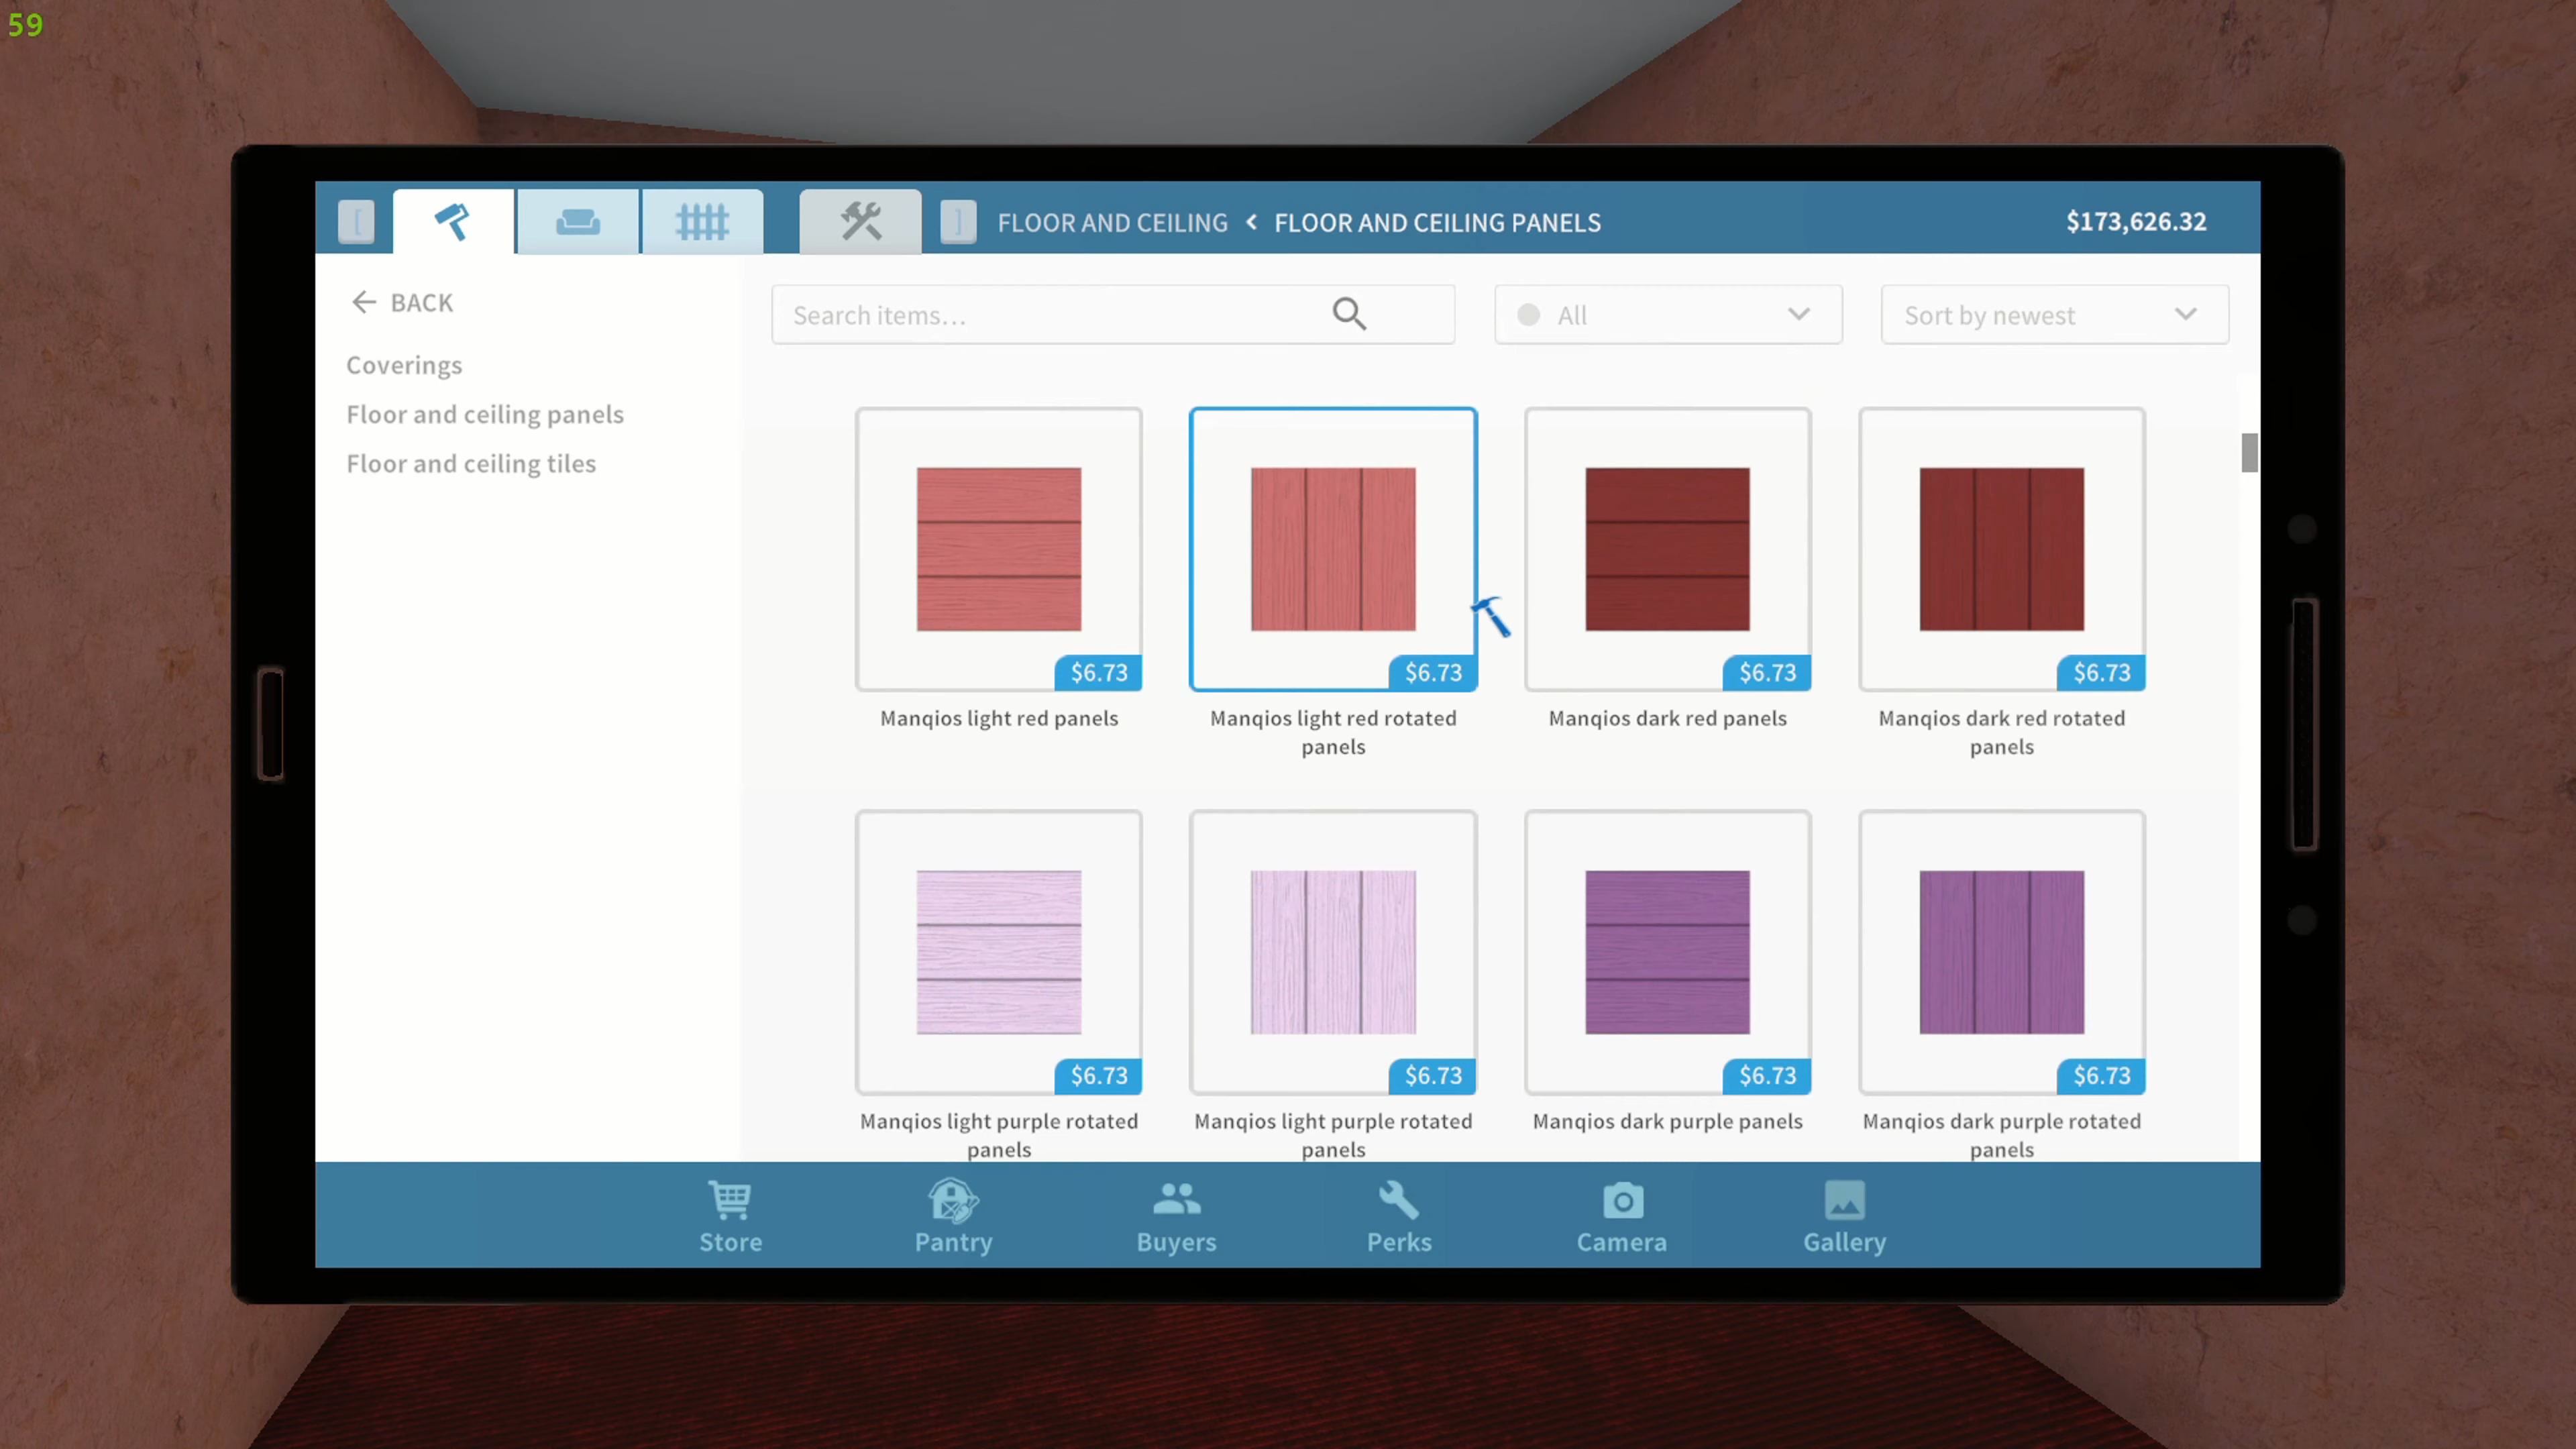 59
[
]
FLOOR AND CEILING < FLOOR AND CEILING PANELS
$173,626.32
BACK
Coverings
Floor and ceiling panels
Floor and ceiling tiles
Search items...
All
Sort by newest
$6.73
$6.73
$6.73
$6.73
Manqios light red panels
Manqios light red rotated
panels
Manqios dark red panels
Manqios dark red rotated
panels
$6.73
$6.73
$6.73
$6.73
Manqios light purple rotated
panels
Manqios light purple rotated
panels
Manqios dark purple panels
Manqios dark purple rotated
panels
Store
Pantry
Buyers
Perks
Camera
Gallery